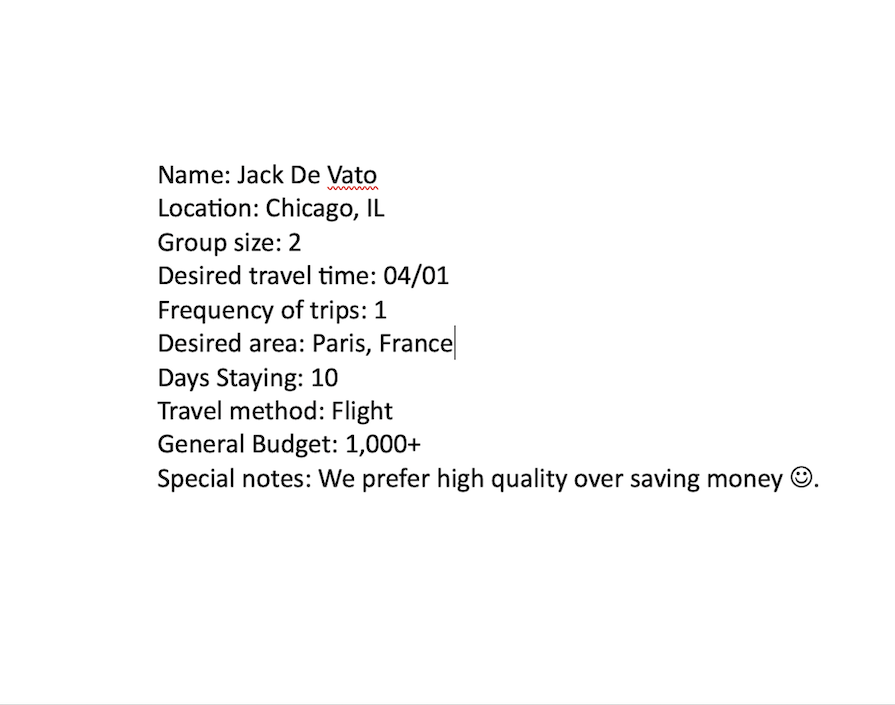 Name: Jack De Vato
Location: Chicago, IL
Group size: 2
Desired travel time: 04/01
Frequency of trips: 1
Desired area: Paris, France
Days Staying: 10
Travel method: Flight
General Budget: 1,000+
Special notes: We prefer high quality over saving money ☺.